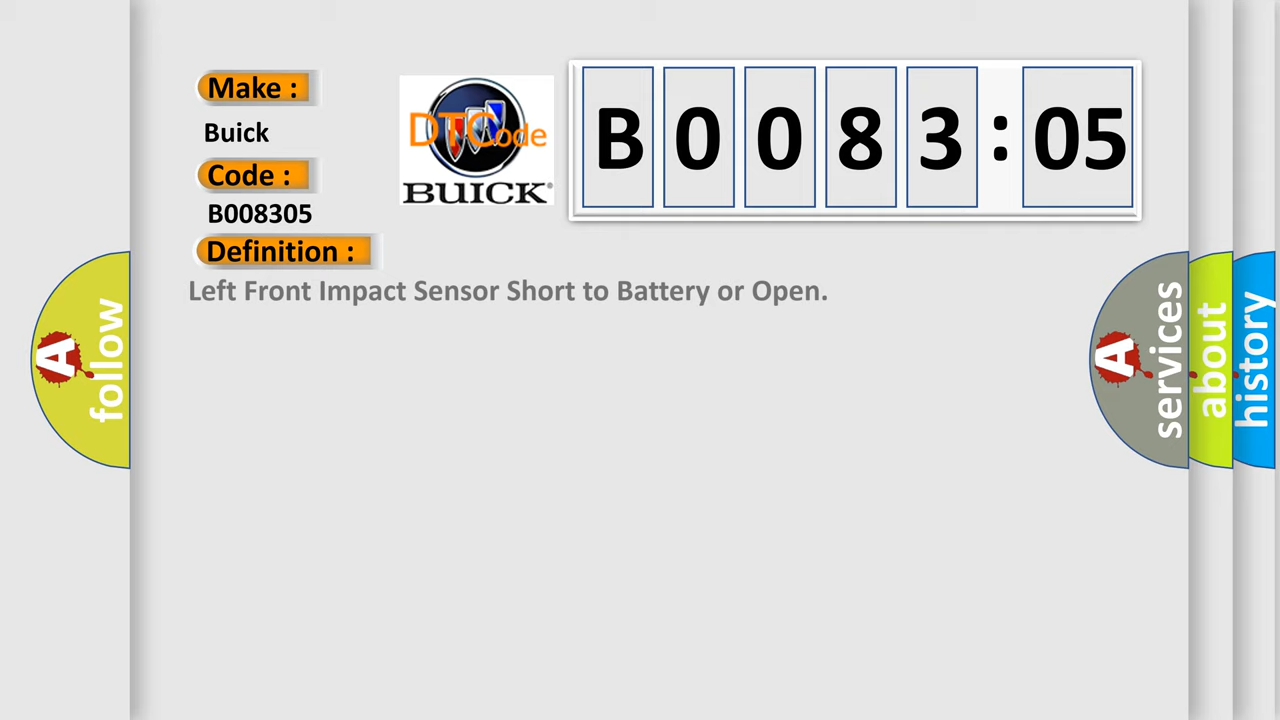 Make :
Buick
Code :
B008305
Definition :
Left Front Impact Sensor Short to Battery or Open.
DTCode
BUICK®
B 0 0 8 3 : 05
A follow
A services
about
history